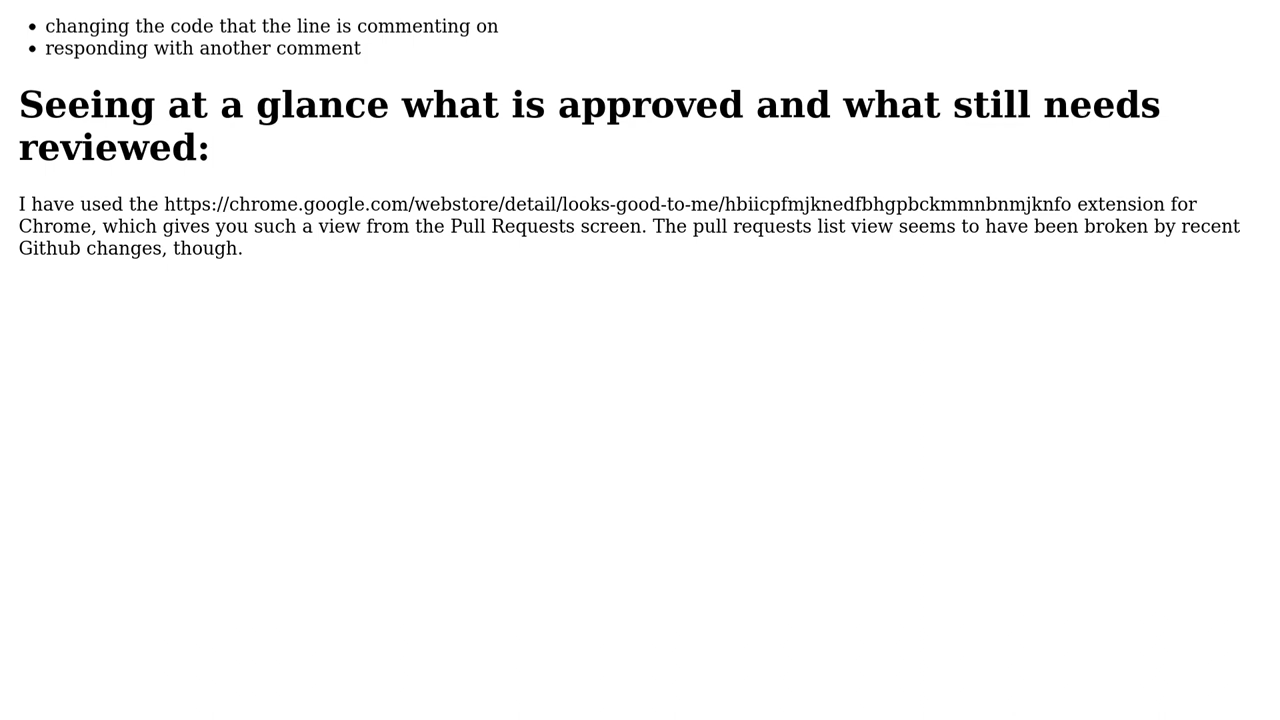 changing the code that the line is commenting on
responding with another comment
Seeing at a glance what is approved and what still needs
reviewed:
I have used the https://chrome.google.com/webstore/detail/looks-good-to-me/hbiicpfmjknedfbhgpbckmmnbnmjknfo extension for
Chrome, which gives you such a view from the Pull Requests screen. The pull requests list view seems to have been broken by recent
Github changes, though.